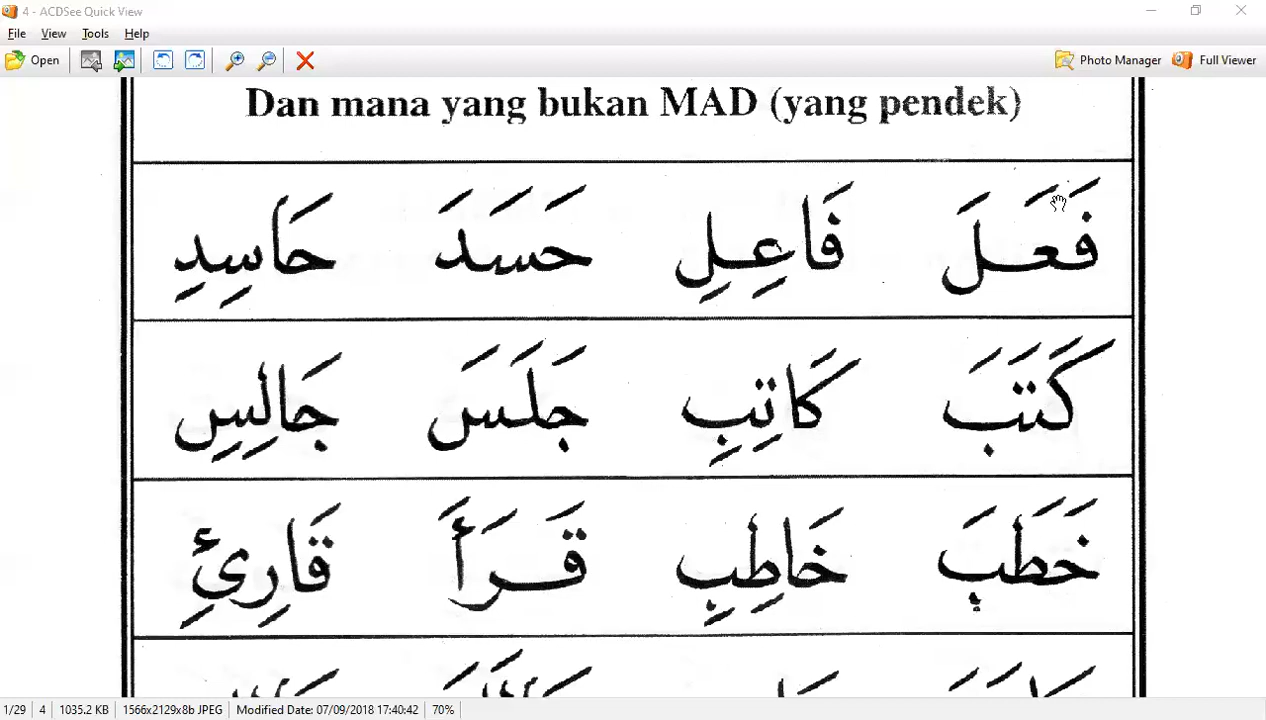 4 - ACDSee Quick View
File View Tools Help
Open Photo Manager Full Viewer
Dan mana yang bukan MAD (yang pendek)
فَعَلَ فَاعِلِ حَسَدَ حَاسِدِ
كَتَبَ كَاتِبِ جَلَسَ جَالِسِ
خَطَبَ خَاطِبِ قَرَأَ قَارِئِ
1/29 4 1035.2 KB 1566x2129x8b JPEG Modified Date: 07/09/2018 17:40:42 70%